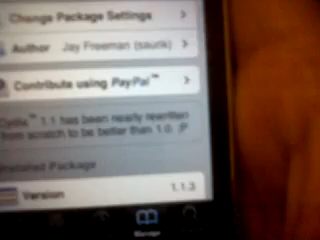 Change Package Settings
Author Jay Freeman (saurik)
Contribute using PayPal™
Cydia™ 1.1 has been nearly rewritten
from scratch to be better than 1.0. :P
Installed Package
Version 1.1.3
Manage